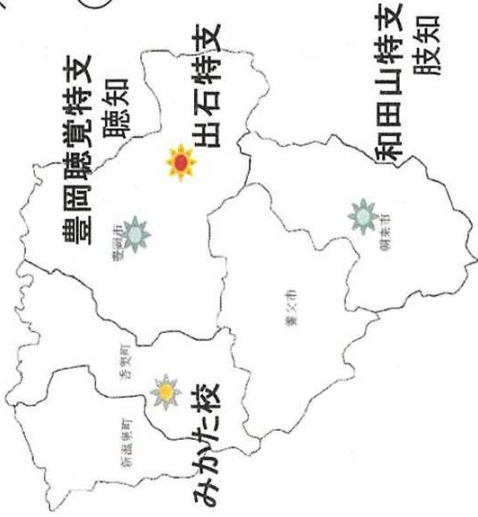 豊岡聴覚特支
聴知
出石特支
和田山特支
肢知
みかた校
豊岡市
香美町
新温泉町
養父市
朝来市